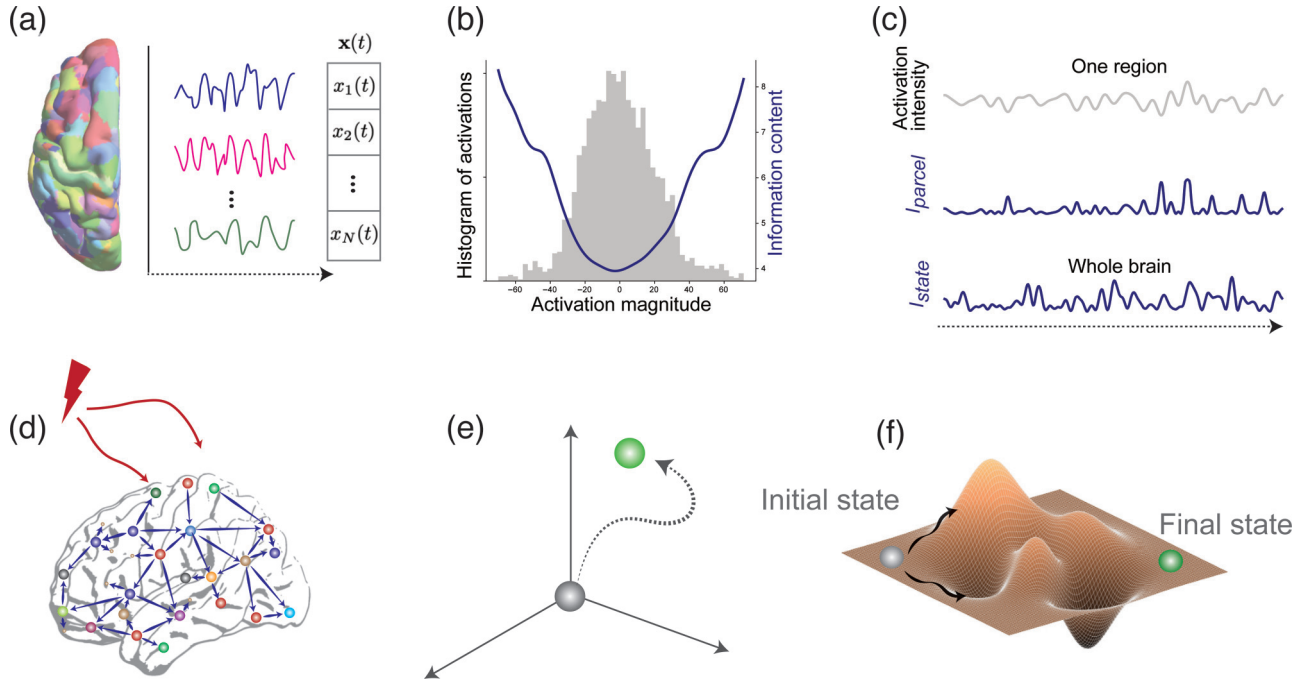 (a)
x(t)
x1(t)
x2(t)
...
...
xN(t)
(b)
Histogram of activations
Information content
8
7
6
5
4
−60
−40
−20
0
20
40
60
Activation magnitude
(c)
Activation
intensity
One region
Iparcel
Whole brain
Istate
(d)
(e)
(f)
Initial state
Final state